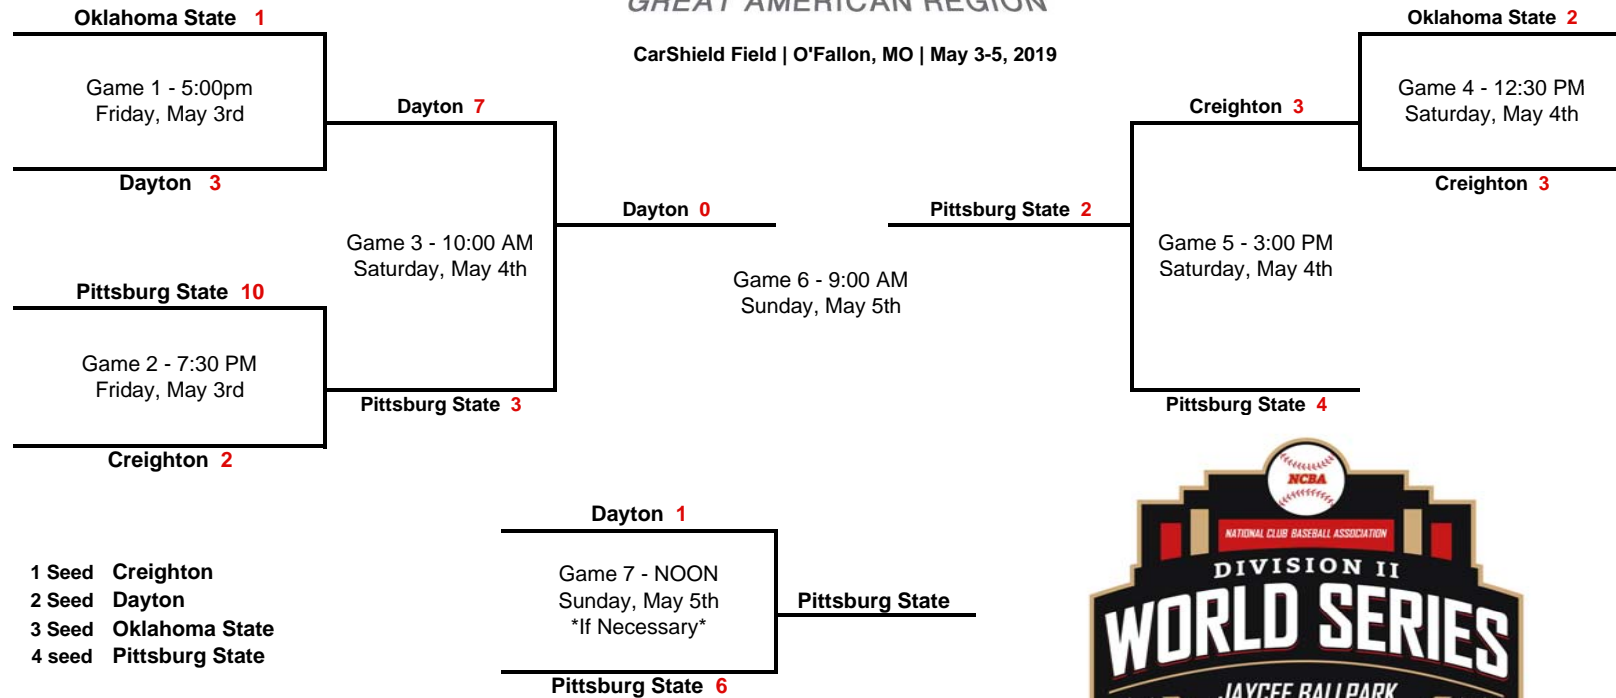 GREAT AMERICAN REGION
CarShield Field | O'Fallon, MO | May 3-5, 2019
Oklahoma State 1
Game 1 - 5:00pm
Friday, May 3rd
Dayton 3
Dayton 7
Game 3 - 10:00 AM
Saturday, May 4th
Pittsburg State 10
Game 2 - 7:30 PM
Friday, May 3rd
Creighton 2
Pittsburg State 3
Dayton 0
Game 6 - 9:00 AM
Sunday, May 5th
Pittsburg State 2
Creighton 3
Game 5 - 3:00 PM
Saturday, May 4th
Pittsburg State 4
Oklahoma State 2
Game 4 - 12:30 PM
Saturday, May 4th
Creighton 3
Dayton 1
Game 7 - NOON
Sunday, May 5th
*If Necessary*
Pittsburg State 6
Pittsburg State
1 Seed Creighton
2 Seed Dayton
3 Seed Oklahoma State
4 seed Pittsburg State
NCBA
NATIONAL CLUB BASEBALL ASSOCIATION
DIVISION II
WORLD SERIES
JAYCEE BALLPARK